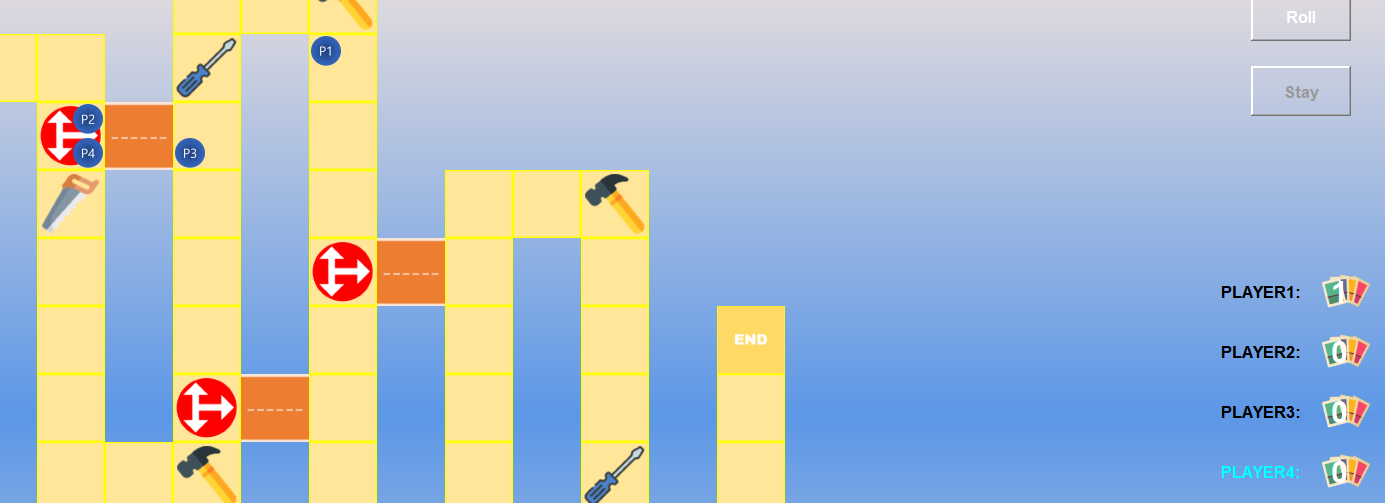 Roll
P1
Stay
P2
P4
P3
PLAYER1: 1
END
PLAYER2: 0
PLAYER3: 0
PLAYER4: 0